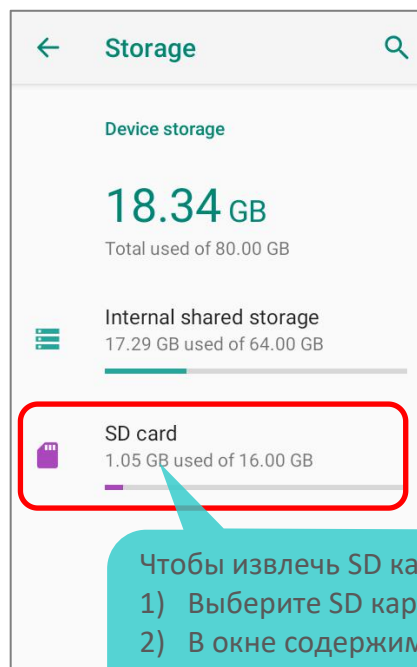 Storage
Device storage
18.34 GB
Total used of 80.00 GB
Internal shared storage
17.29 GB used of 64.00 GB
SD card
1.05 GB used of 16.00 GB
Чтобы извлечь SD
1) Выберите SD
2) В окне